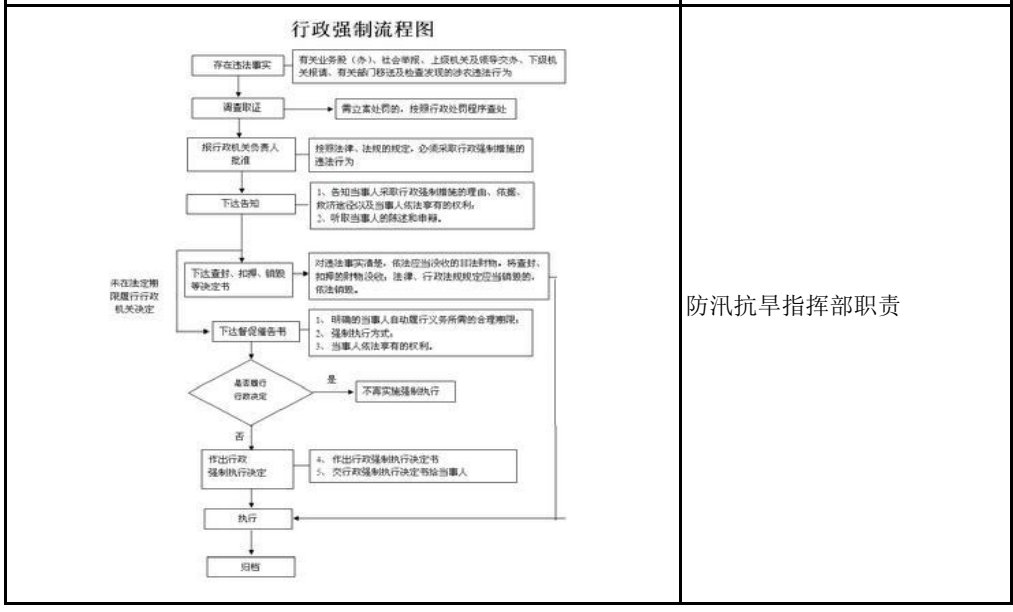 行政强制流程图
存在违法事实
有关业务股（办）、社会举报、上级机关及领导交办、下级机
关报请、有关部门移送及检查发现的涉农违法行为
调查取证
需立案处罚的，按照行政处罚程序查处
报行政机关负责人
批准
按照法律、法规的规定，必须采取行政强制措施的
违法行为
下达告知
1、告知当事人采取行政强制措施的理由、依据、
救济途径以及当事人依法享有的权利；
2、听取当事人的陈述和申辩。
未在法定期
限履行行政
机关决定
下达查封、扣押、销毁
等决定书
对违法事实清楚，依法应当没收的非法财物，将查封、
扣押的财物没收；法律、行政法规规定应当销毁的，
依法销毁。
下达督促催告书
1、明确的当事人自动履行义务所需的合理期限；
2、强制执行方式；
3、当事人依法享有的权利。
是否履行
行政决定
是
不再实施强制执行
否
作出行政
强制执行决定
4、作出行政强制执行决定书
5、交行政强制执行决定书给当事人
执行
归档
防汛抗旱指挥部职责